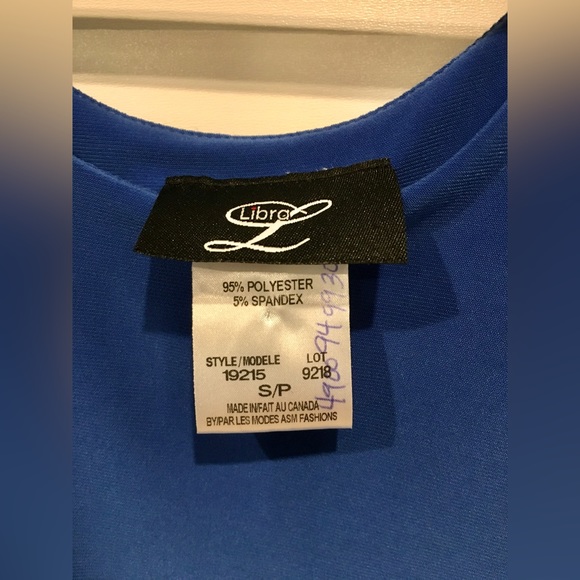 Libra
L
95% POLYESTER
5% SPANDEX
STYLE/MODELE LOT
19215 9218
S/P
MADE IN/FAIT AU CANADA
BY/PAR LES MODES ASM FASHIONS